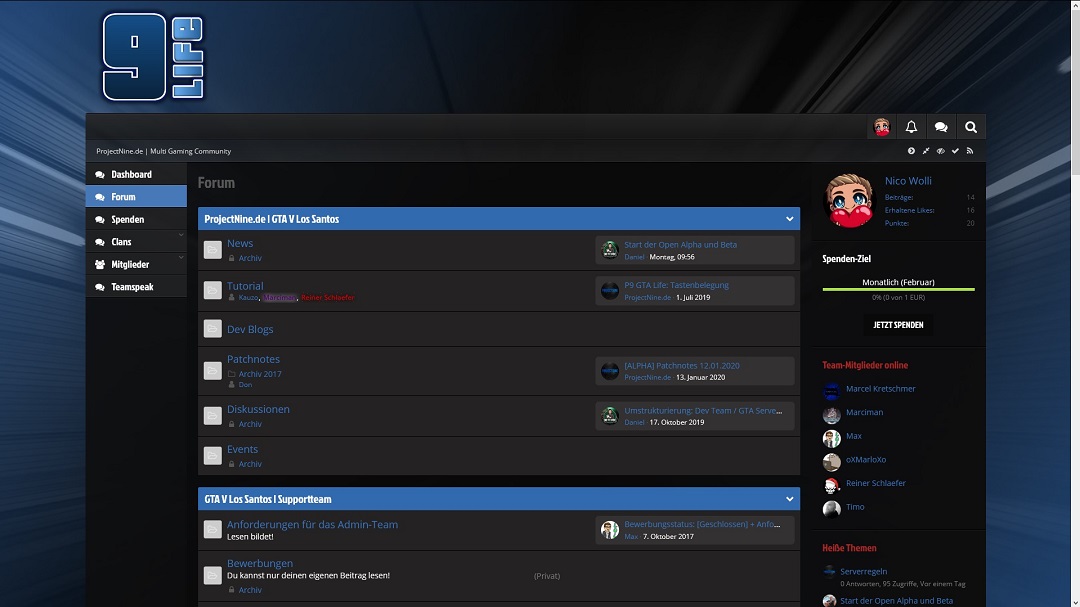 9
LIFE
ProjectNine.de | Multi Gaming Community
Dashboard
Forum
Spenden
Clans
Mitglieder
Teamspeak
Forum
ProjectNine.de | GTA V Los Santos
News
Archiv
Start der Open Alpha und Beta
Daniel · Montag, 09:56
Tutorial
Kauzo, Marciman, Reiner Schlaefer
P9 GTA Life: Tastenbelegung
ProjectNine.de · 1. Juli 2019
Dev Blogs
Patchnotes
Archiv 2017
Don
[ALPHA] Patchnotes 12.01.2020
ProjectNine.de · 13. Januar 2020
Diskussionen
Archiv
Umstrukturierung: Dev Team / GTA Serve...
Daniel · 17. Oktober 2019
Events
Archiv
GTA V Los Santos | Supportteam
Anforderungen für das Admin-Team
Lesen bildet!
Bewerbungsstatus: [Geschlossen] + Anfo...
Max · 7. Oktober 2017
Bewerbungen
Du kannst nur deinen eigenen Beitrag lesen!
Archiv
(Privat)
Nico Wolli
Beiträge: 14
Erhaltene Likes: 16
Punkte: 20
Spenden-Ziel
Monatlich (Februar)
0% (0 von 1 EUR)
JETZT SPENDEN
Team-Mitglieder online
Marcel Kretschmer
Marciman
Max
oXMarloXo
Reiner Schlaefer
Timo
Heiße Themen
Serverregeln
0 Antworten, 95 Zugriffe, Vor einem Tag
Start der Open Alpha und Beta